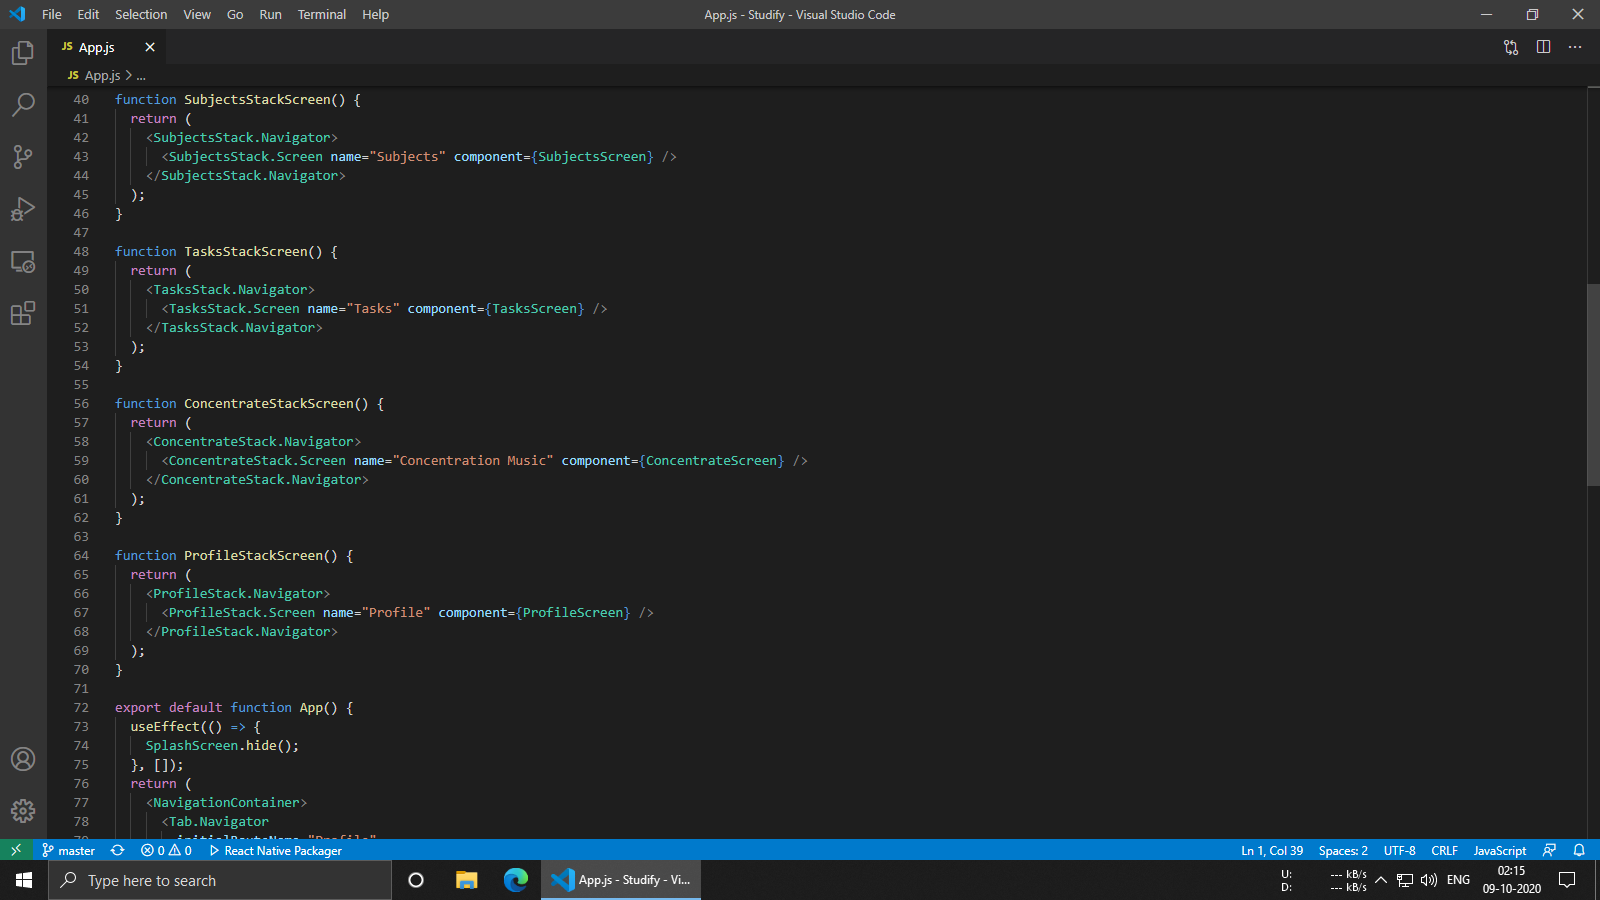 File Edit Selection View Go Run Terminal Help App.js - Studify - Visual Studio Code
JS App.js
JS App.js > ...
40 function SubjectsStackScreen() {
41 return (
42 <SubjectsStack.Navigator>
43 <SubjectsStack.Screen name="Subjects" component={SubjectsScreen} />
44 </SubjectsStack.Navigator>
45 );
46 }
47
48 function TasksStackScreen() {
49 return (
50 <TasksStack.Navigator>
51 <TasksStack.Screen name="Tasks" component={TasksScreen} />
52 </TasksStack.Navigator>
53 );
54 }
55
56 function ConcentrateStackScreen() {
57 return (
58 <ConcentrateStack.Navigator>
59 <ConcentrateStack.Screen name="Concentration Music" component={ConcentrateScreen} />
60 </ConcentrateStack.Navigator>
61 );
62 }
63
64 function ProfileStackScreen() {
65 return (
66 <ProfileStack.Navigator>
67 <ProfileStack.Screen name="Profile" component={ProfileScreen} />
68 </ProfileStack.Navigator>
69 );
70 }
71
72 export default function App() {
73 useEffect(() => {
74 SplashScreen.hide();
75 }, []);
76 return (
77 <NavigationContainer>
78 <Tab.Navigator
79 initialRouteName="Profile"
master 0 0 React Native Packager Ln 1, Col 39 Spaces: 2 UTF-8 CRLF JavaScript
Type here to search App.js - Studify - Vi... U: --- kB/s D: --- kB/s ENG 02:15 09-10-2020